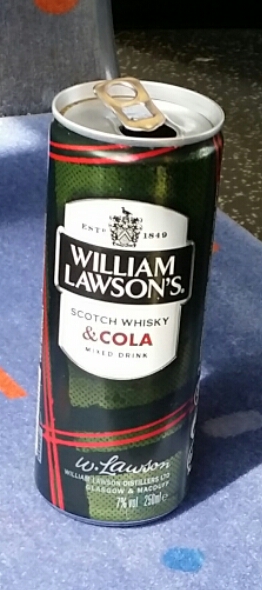 ESTD 1849
WILLIAM
LAWSON'S.
SCOTCH WHISKY
& COLA
MIXED DRINK
W. Lawson
WILLIAM LAWSON DISTILLERS LTD
GLASGOW & MACDUFF
7% vol 250ml e